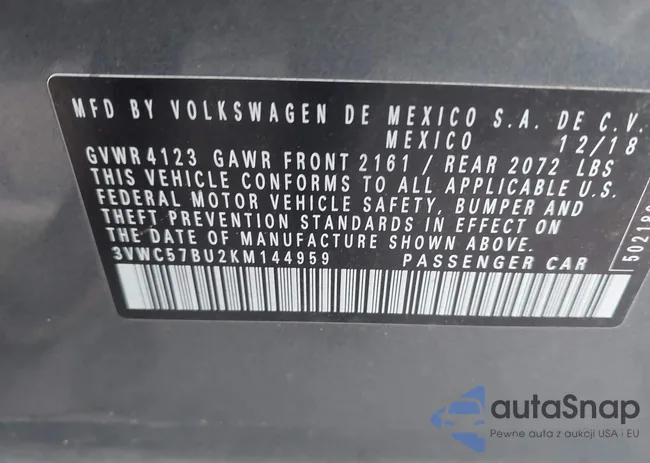 MFD BY VOLKSWAGEN DE MEXICO S.A. DE C.V.
MEXICO 12/18
GVWR 4123 GAWR FRONT 2161 / REAR 2072 LBS
THIS VEHICLE CONFORMS TO ALL APPLICABLE U.S.
FEDERAL MOTOR VEHICLE SAFETY, BUMPER AND
THEFT PREVENTION STANDARDS IN EFFECT ON
THE DATE OF MANUFACTURE SHOWN ABOVE.
3VWC57BU2KM144959 PASSENGER CAR
autaSnap
Pewne auta z aukcji USA i EU